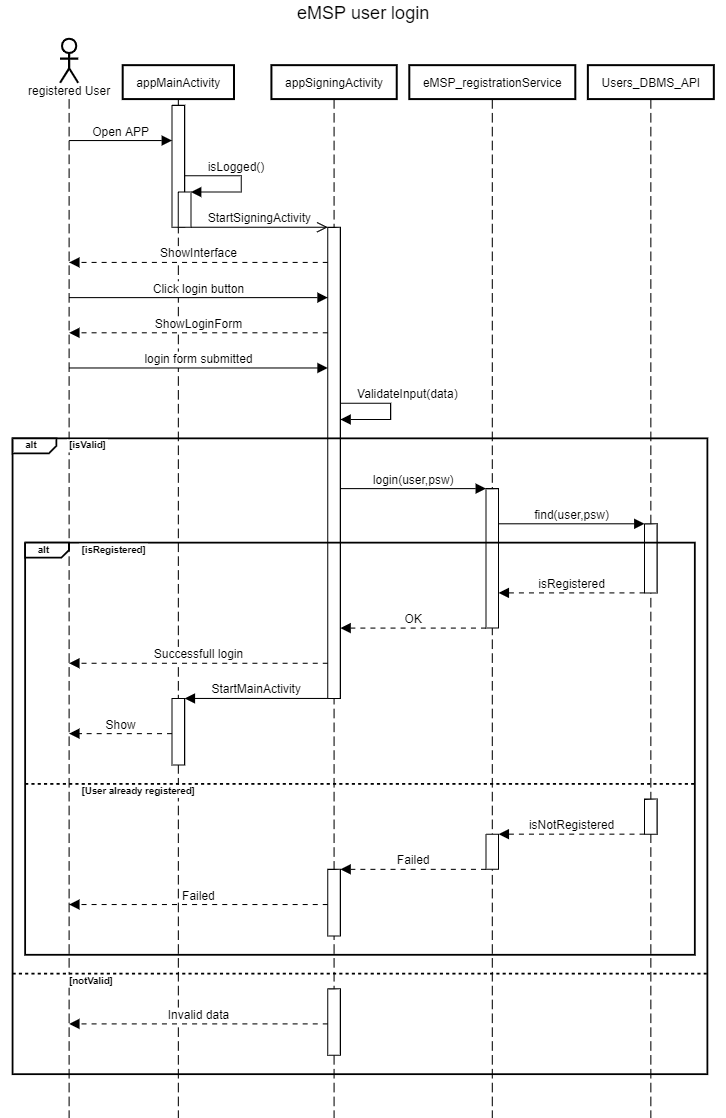 eMSP user login
registered User
appMainActivity
appSigningActivity
eMSP_registrationService
Users_DBMS_API
Open APP
isLogged()
StartSigningActivity
ShowInterface
Click login button
ShowLoginForm
login form submitted
ValidateInput(data)
alt [isValid]
login(user,psw)
find(user,psw)
alt [isRegistered]
isRegistered
OK
Successfull login
StartMainActivity
Show
[User already registered]
isNotRegistered
Failed
Failed
[notValid]
Invalid data